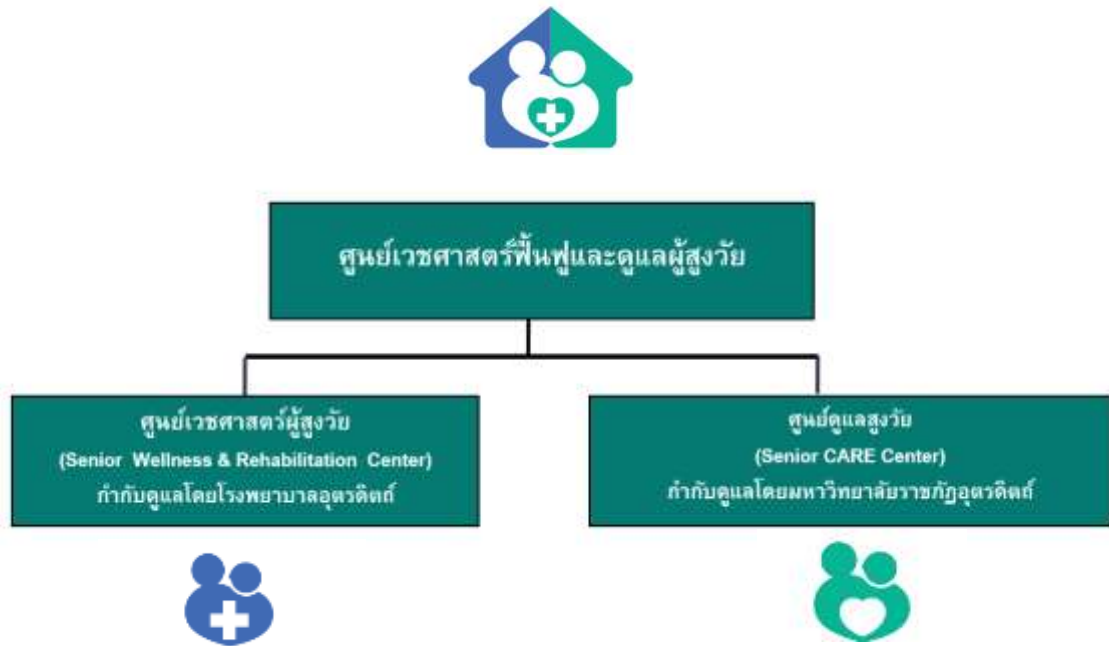 ศูนย์เวชศาสตร์ฟื้นฟูและดูแลผู้สูงวัย
ศูนย์เวชศาสตร์ผู้สูงวัย
(Senior Wellness & Rehabilitation Center)
กำกับดูแลโดยโรงพยาบาลอุตรดิตถ์
ศูนย์ดูแลสูงวัย
(Senior CARE Center)
กำกับดูแลโดยมหาวิทยาลัยราชภัฏอุตรดิตถ์